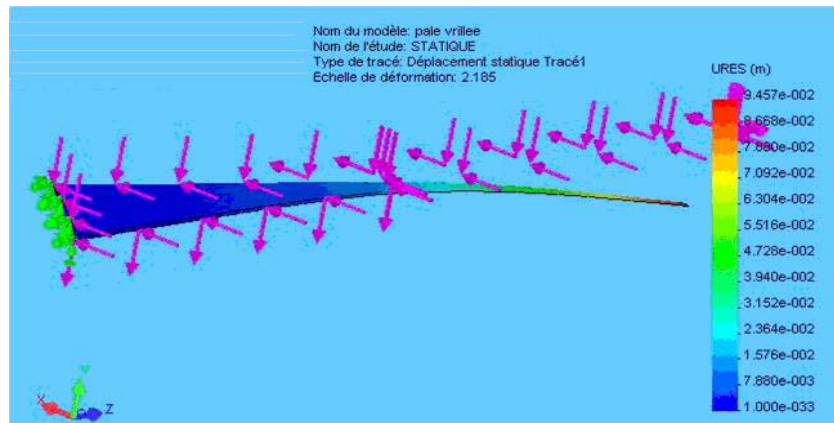 Nom du modèle: pale vrillee
Nom de l'étude: STATIQUE
Type de tracé: Déplacement statique Tracé1
Echelle de déformation: 2.185
URES (m)
9.457e-002
8.668e-002
7.880e-002
7.092e-002
6.304e-002
5.516e-002
4.728e-002
3.940e-002
3.152e-002
2.364e-002
1.576e-002
7.880e-003
1.000e-033
Y
X
Z